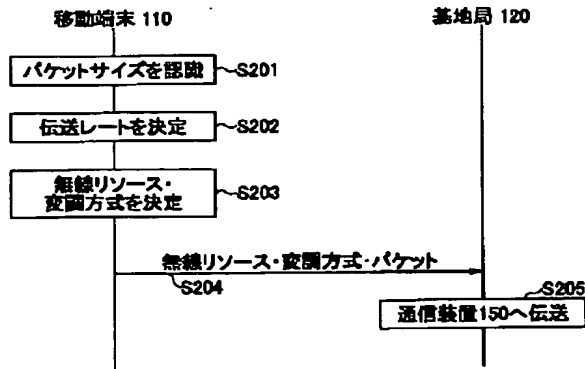 移動端末 110
基地局 120
パケットサイズを認識
S201
伝送レートを決定
S202
無線リソース・
変調方式を決定
S203
無線リソース・変調方式・パケット
S204
S205
通信装置150へ伝送